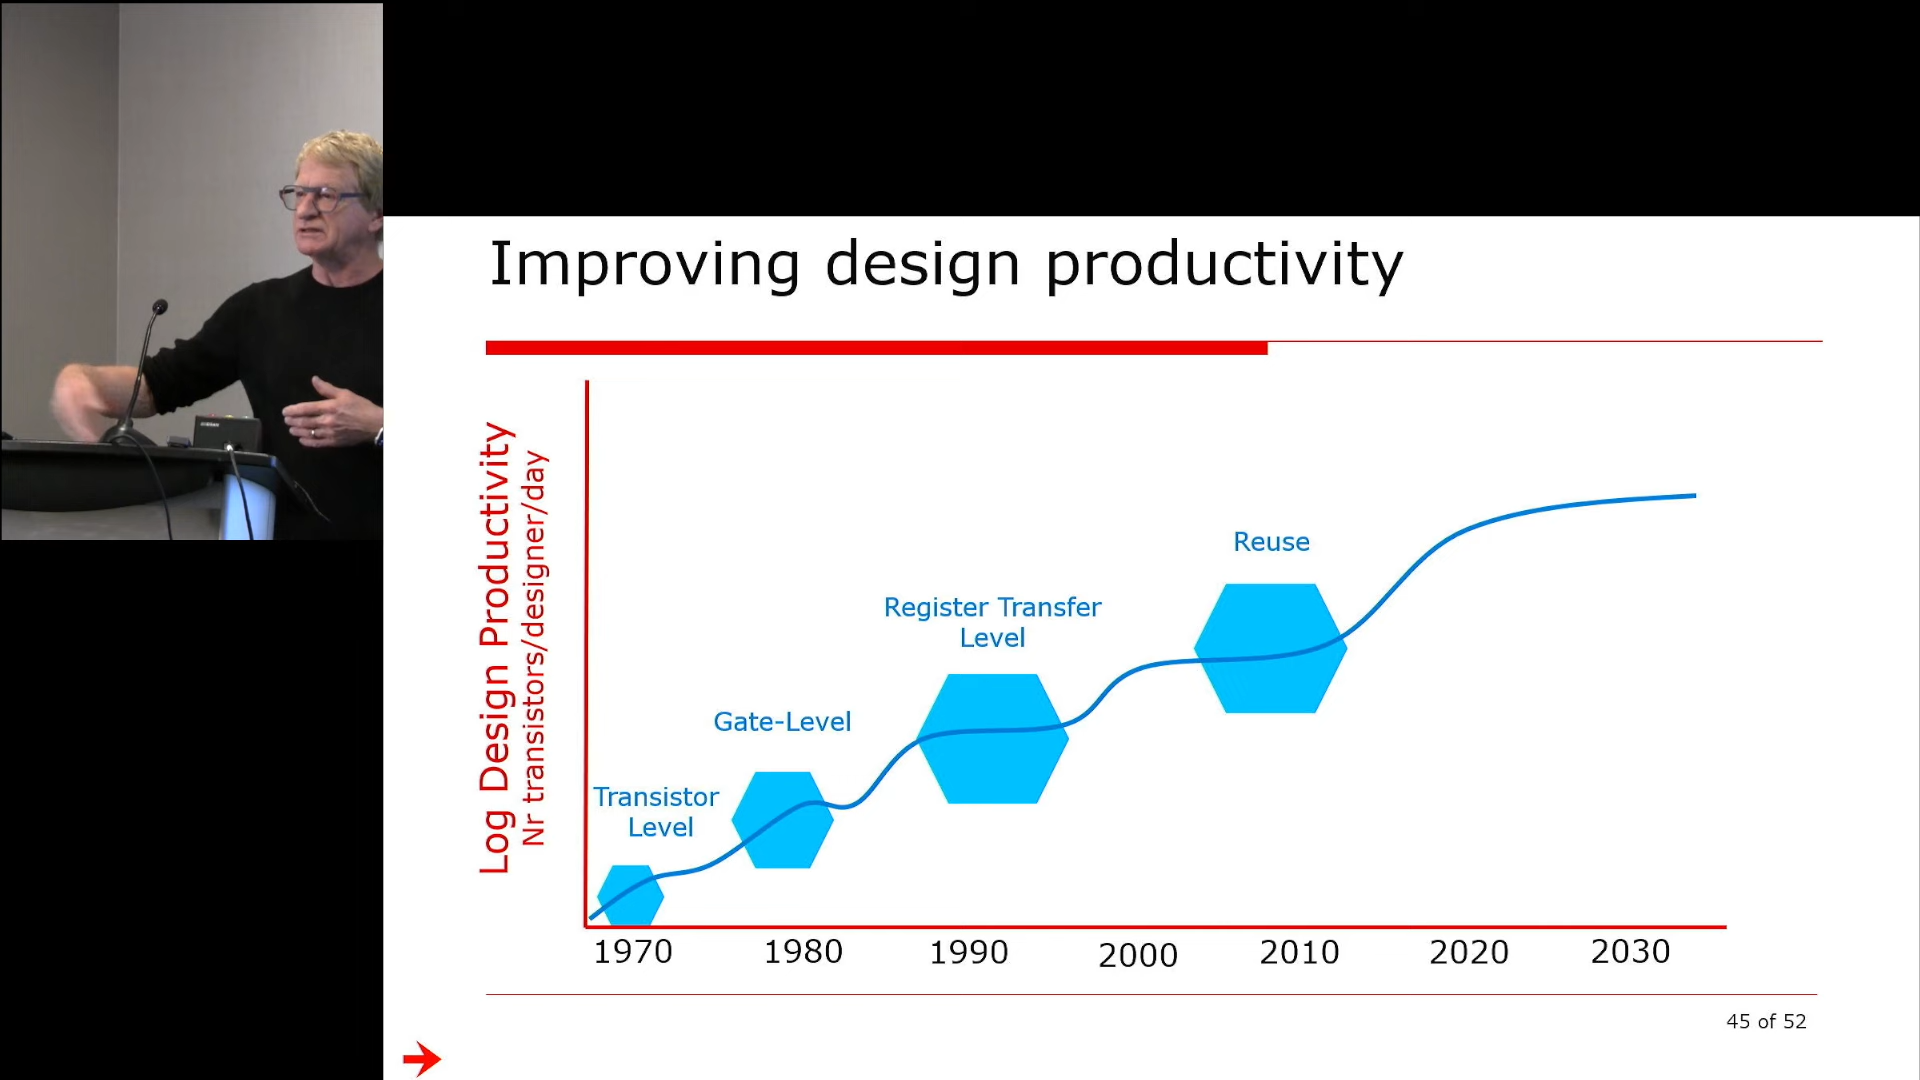 Improving design productivity
Log Design Productivity
Nr transistors/designer/day
Reuse
Register Transfer
Level
Gate-Level
Transistor
Level
1970
1980
1990
2000
2010
2020
2030
45 of 52